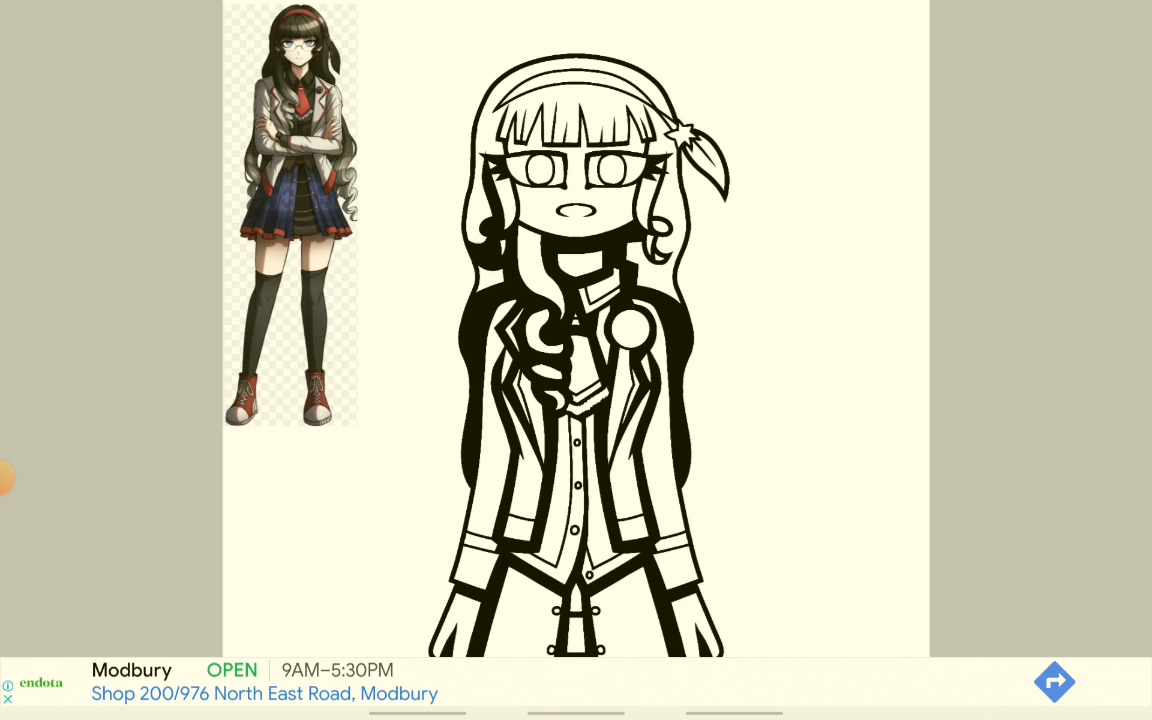 endota
Modbury OPEN 9AM–5:30PM
Shop 200/976 North East Road, Modbury